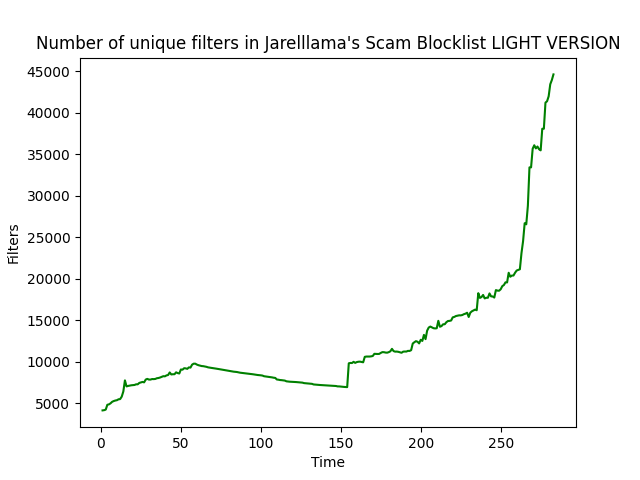 Number of unique filters in Jarelllama's Scam Blocklist LIGHT VERSION
45000
40000
35000
30000
25000
20000
15000
10000
5000
Filters
0 50 100 150 200 250
Time